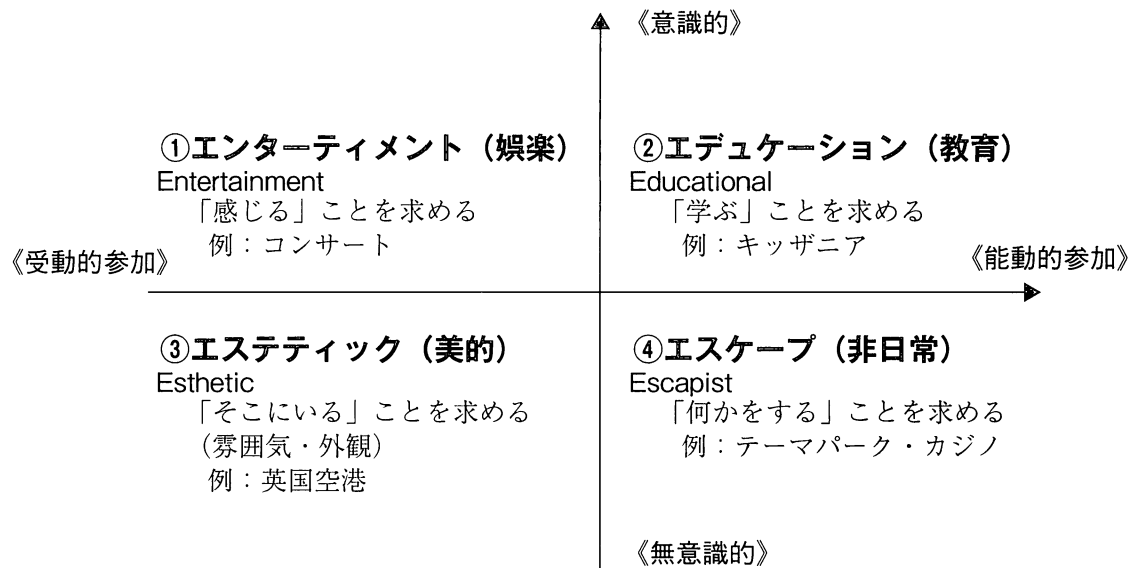 《意識的》
①エンターティメント（娯楽）
Entertainment
「感じる」ことを求める
例：コンサート
②エデュケーション（教育）
Educational
「学ぶ」ことを求める
例：キッザニア
《受動的参加》
《能動的参加》
③エステティック（美的）
Esthetic
「そこにいる」ことを求める
（雰囲気・外観）
例：英国空港
④エスケープ（非日常）
Escapist
「何かをする」ことを求める
例：テーマパーク・カジノ
《無意識的》